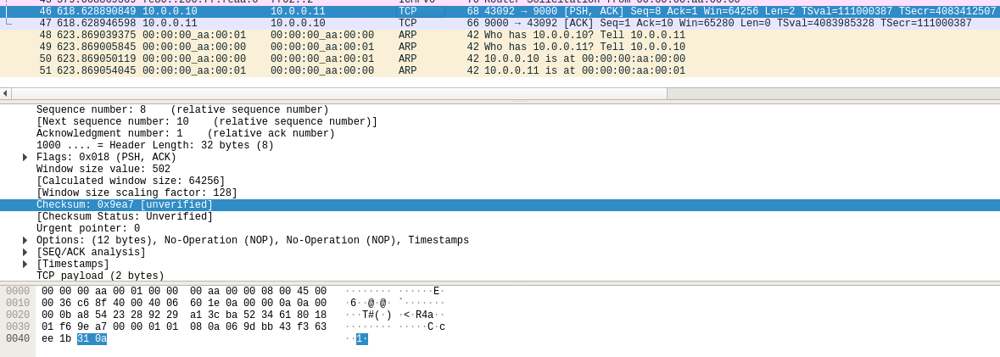 46 618.628890849 10.0.0.10 10.0.0.11 TCP 68 43092 → 9000 [PSH, ACK] Seq=8 Ack=1 Win=64256 Len=2 TSval=111000387 TSecr=4083412507
47 618.628946598 10.0.0.11 10.0.0.10 TCP 66 9000 → 43092 [ACK] Seq=1 Ack=10 Win=65280 Len=0 TSval=4083985328 TSecr=111000387
48 623.869039375 00:00:00_aa:00:01 00:00:00_aa:00:00 ARP 42 Who has 10.0.0.10? Tell 10.0.0.11
49 623.869005845 00:00:00_aa:00:00 00:00:00_aa:00:01 ARP 42 Who has 10.0.0.11? Tell 10.0.0.10
50 623.869050119 00:00:00_aa:00:00 00:00:00_aa:00:01 ARP 42 10.0.0.10 is at 00:00:00:aa:00:00
51 623.869054045 00:00:00_aa:00:01 00:00:00_aa:00:00 ARP 42 10.0.0.11 is at 00:00:00:aa:00:01
Sequence number: 8 (relative sequence number)
[Next sequence number: 10 (relative sequence number)]
Acknowledgment number: 1 (relative ack number)
1000 .... = Header Length: 32 bytes (8)
Flags: 0x018 (PSH, ACK)
Window size value: 502
[Calculated window size: 64256]
[Window size scaling factor: 128]
Checksum: 0x9ea7 [unverified]
[Checksum Status: Unverified]
Urgent pointer: 0
Options: (12 bytes), No-Operation (NOP), No-Operation (NOP), Timestamps
[SEQ/ACK analysis]
[Timestamps]
TCP payload (2 bytes)
0000 00 00 00 aa 00 01 00 00 00 aa 00 00 08 00 45 00 ········ ······E·
0010 00 36 c6 8f 40 00 40 06 60 1e 0a 00 00 0a 0a 00 ·6··@·@· `·······
0020 00 0b a8 54 23 28 92 29 a1 3c ba 52 34 61 80 18 ···T#(·) ·<·R4a··
0030 01 f6 9e a7 00 00 01 01 08 0a 06 9d bb 43 f3 63 ········ ·····C·c
0040 ee 1b 31 0a ··1·